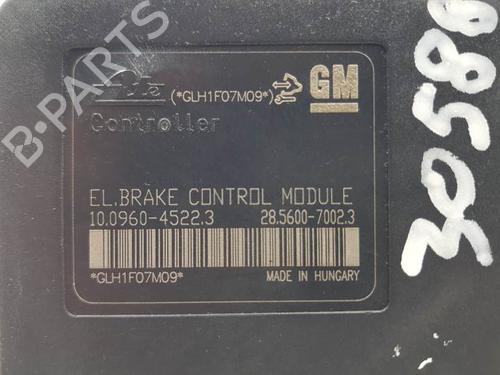 B-PARTS
Ate (*GLH1F07M09*) GM
Controller
EL.BRAKE CONTROL MODULE
10.0960-4522.3 28.5600-7002.3
*GLH1F07M09* MADE IN HUNGARY